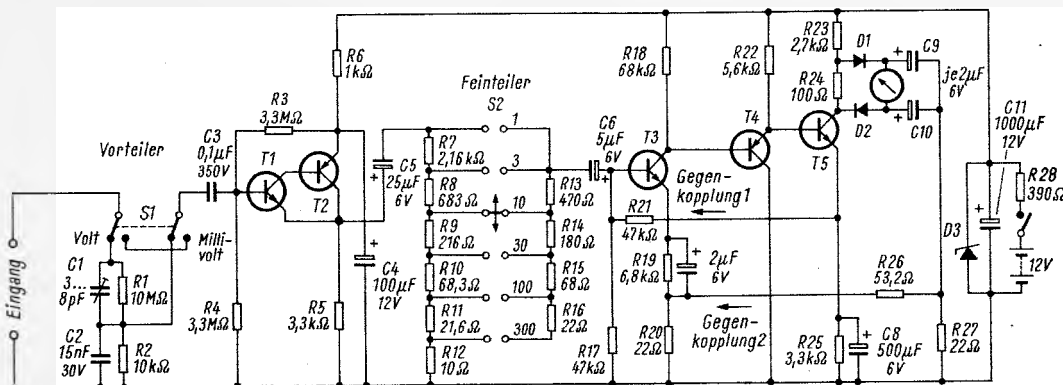 R6
1kΩ
R3
3,3MΩ
C3
0,1µF
350V
T1
T2
Vorteiler
S1
Volt
Milli-
volt
Eingang
C1
3...
8pF
R1
10MΩ
C2
15nF
30V
R2
10kΩ
R4
3,3MΩ
R5
3,3kΩ
C4
100µF
12V
C5
25µF
6V
Feinteiler
S2
1
3
10
30
100
300
R7
2,16kΩ
R8
683Ω
R9
216Ω
R10
68,3Ω
R11
21,6Ω
R12
10Ω
R13
470Ω
R14
180Ω
R15
68Ω
R16
22Ω
C6
5µF
6V
R17
47kΩ
R18
68kΩ
T3
Gegen-
kopplung1
R21
47kΩ
R19
6,8kΩ
2µF
6V
R20
22Ω
Gegen-
kopplung2
R22
5,6kΩ
T4
T5
R23
2,7kΩ
R24
100Ω
D1
D2
C9
je2µF
6V
C10
R25
3,3kΩ
C8
500µF
6V
R26
53,2Ω
R27
22Ω
D3
C11
1000µF
12V
R28
390Ω
12V